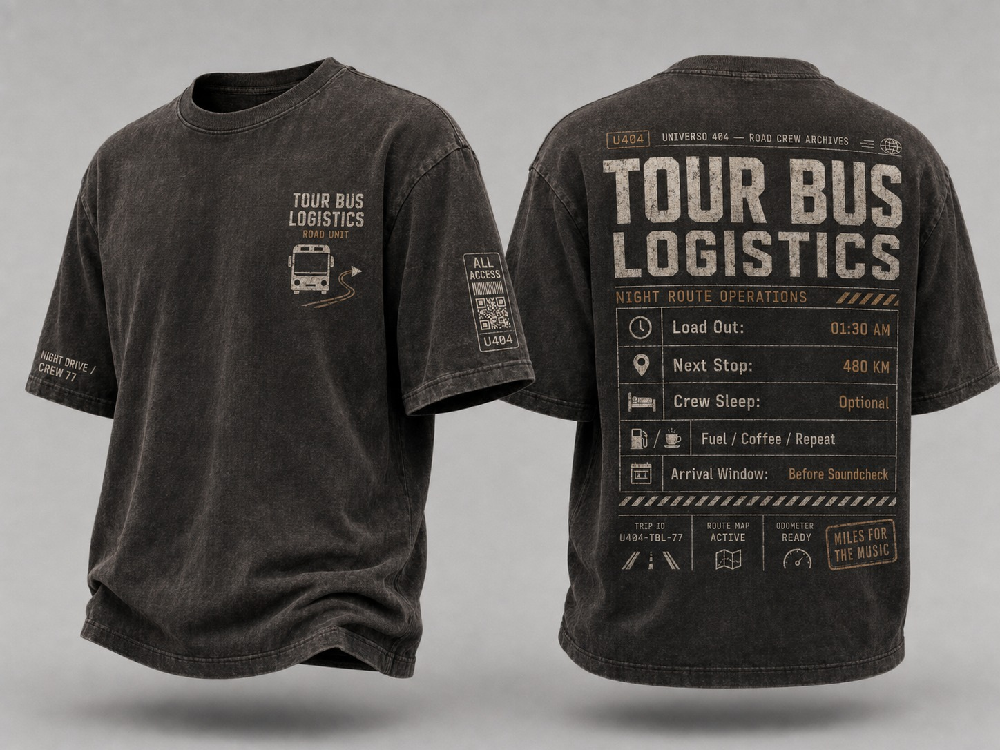 TOUR BUS
LOGISTICS
ROAD UNIT
ALL
ACCESS
U404
NIGHT DRIVE /
CREW 77
U404
UNIVERSO 404 — ROAD CREW ARCHIVES
TOUR BUS
LOGISTICS
NIGHT ROUTE OPERATIONS
Load Out: 01:30 AM
Next Stop: 480 KM
Crew Sleep: Optional
Fuel / Coffee / Repeat
Arrival Window: Before Soundcheck
TRIP ID
U404-TBL-77
ROUTE MAP
ACTIVE
ODOMETER
READY
MILES FOR
THE MUSIC